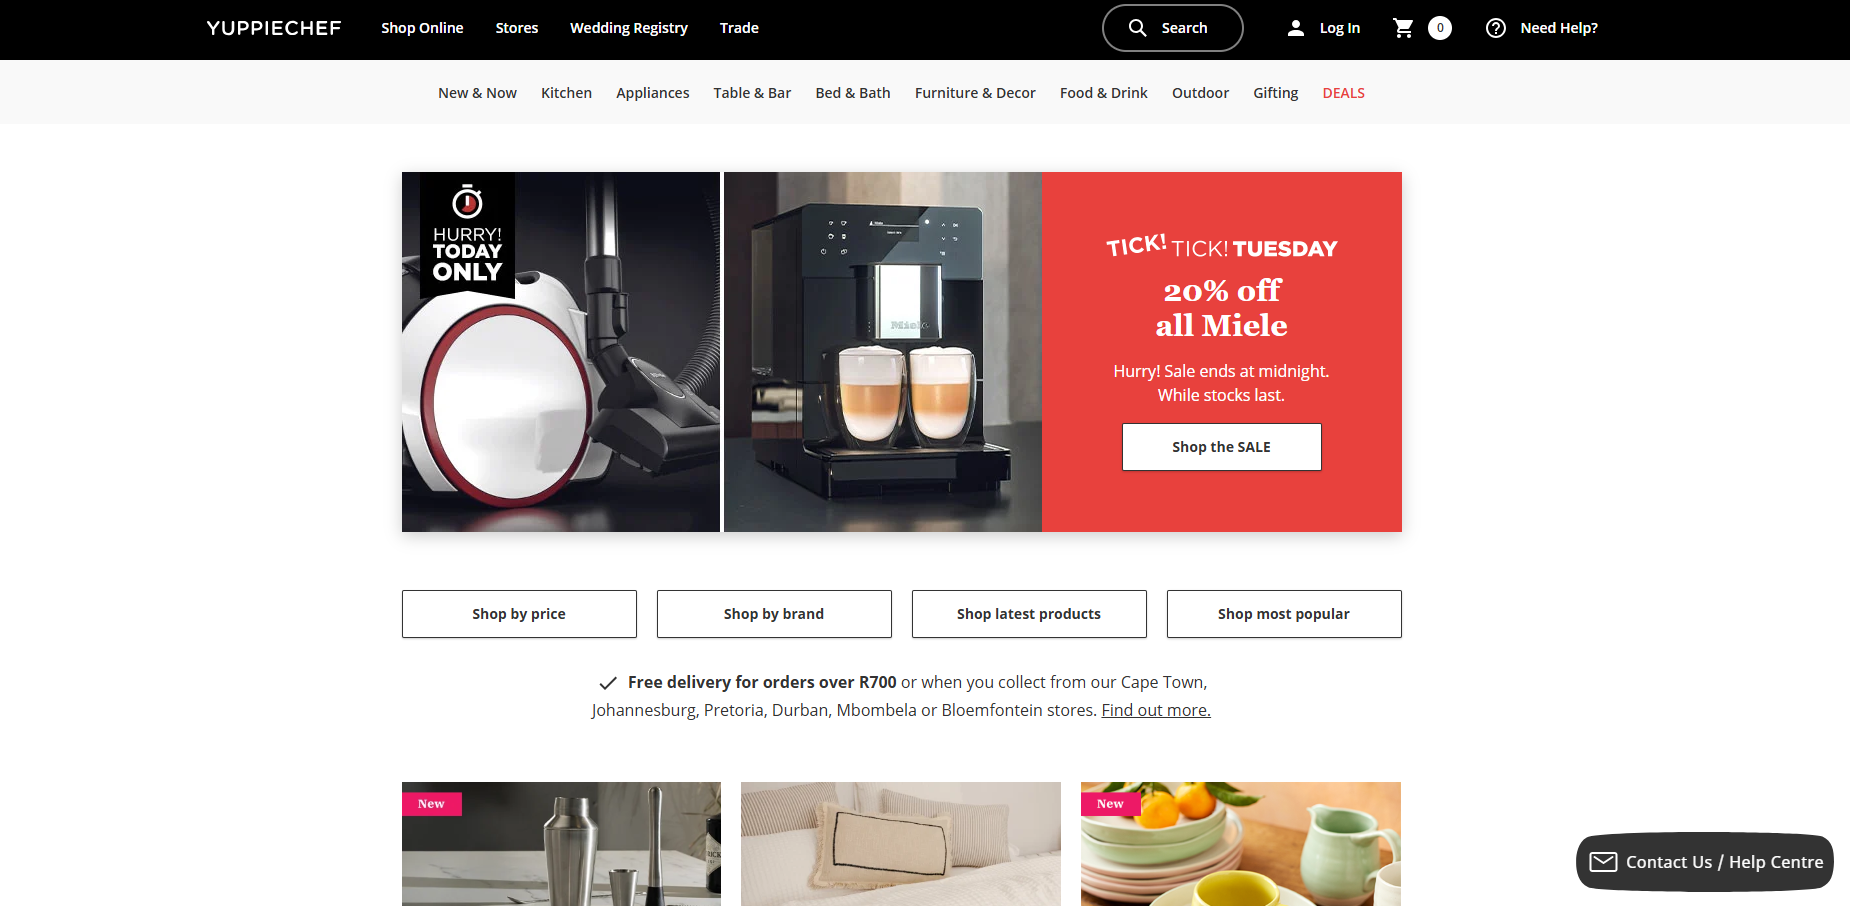 YUPPIECHEF
Shop Online
Stores
Wedding Registry
Trade
Search
Log In
0
Need Help?
New & Now
Kitchen
Appliances
Table & Bar
Bed & Bath
Furniture & Decor
Food & Drink
Outdoor
Gifting
DEALS
HURRY!
TODAY
ONLY
Miele
TICK! TICK! TUESDAY
20% off
all Miele
Hurry! Sale ends at midnight.
While stocks last.
Shop the SALE
Shop by price
Shop by brand
Shop latest products
Shop most popular
Free delivery for orders over R700 or when you collect from our Cape Town,
Johannesburg, Pretoria, Durban, Mbombela or Bloemfontein stores. Find out more.
New
New
Contact Us / Help Centre